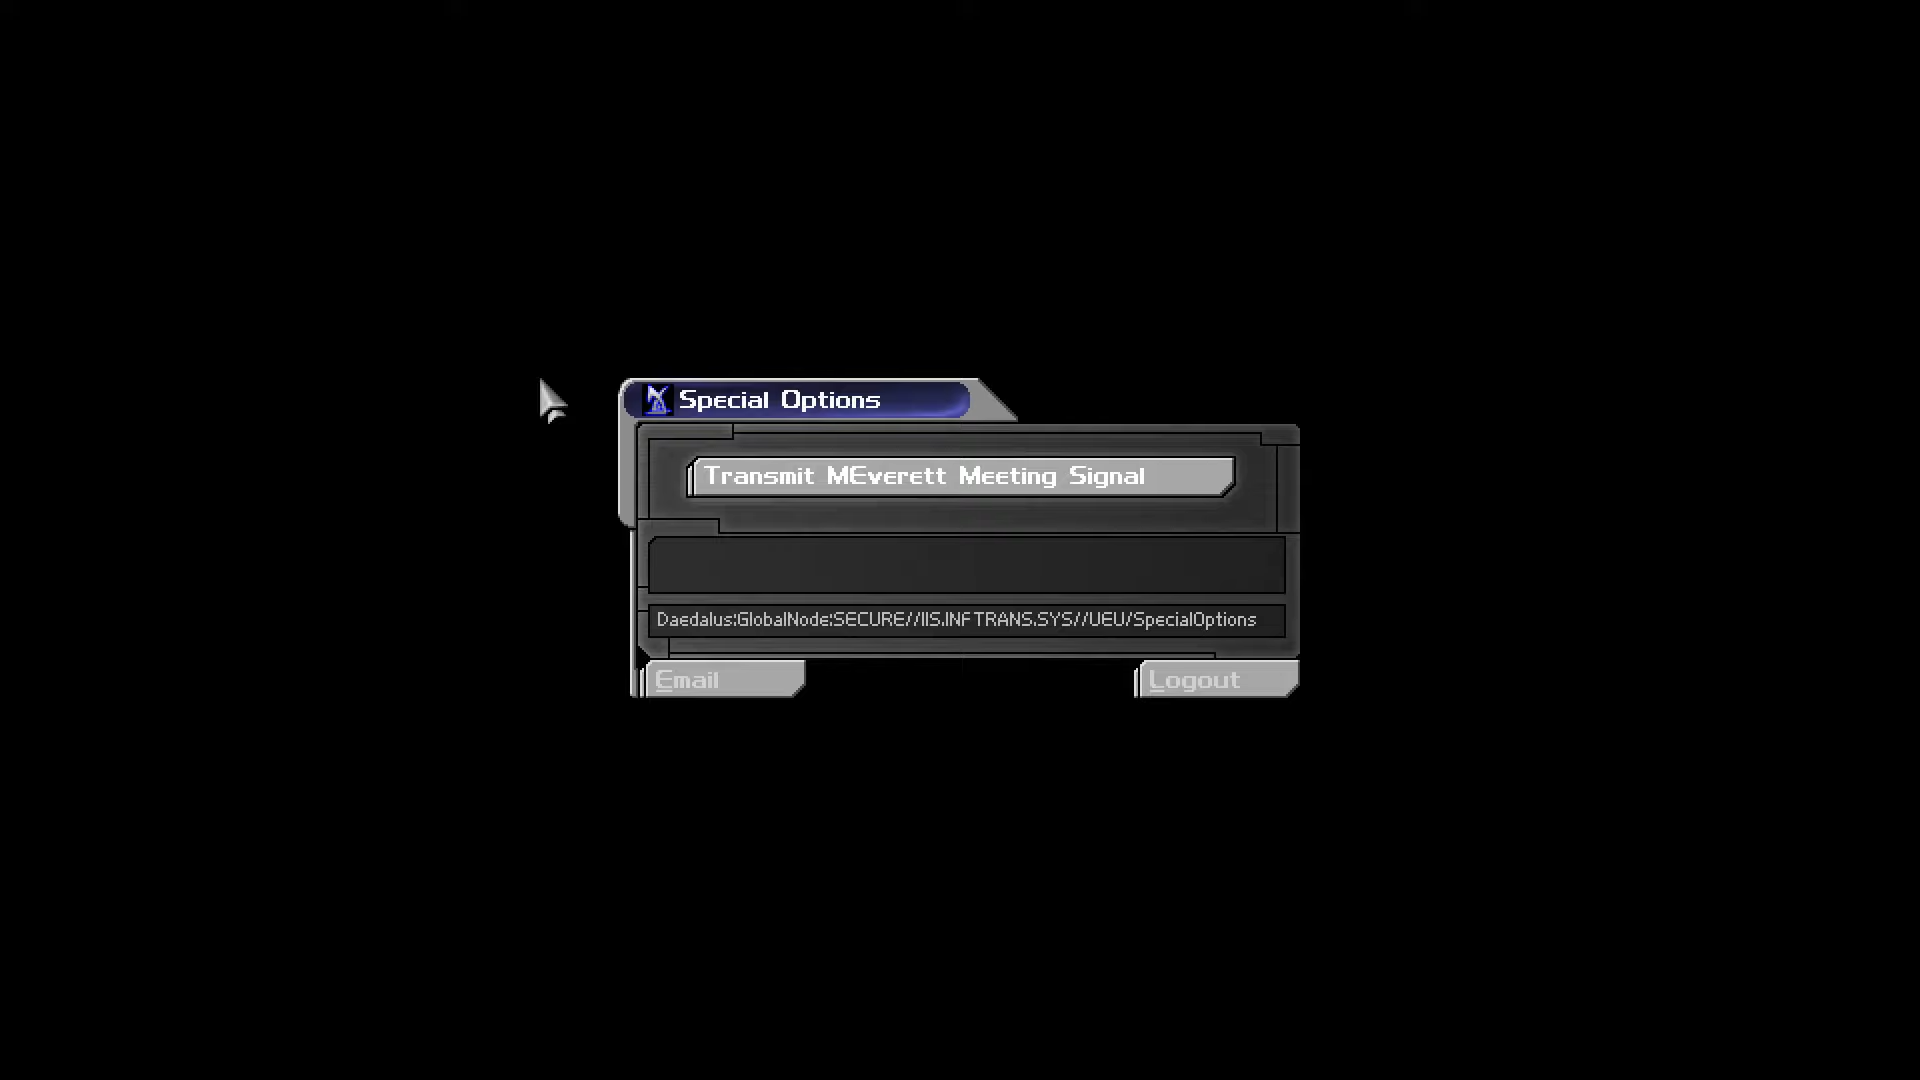 Special Options
Transmit MEverett Meeting Signal
Daedalus:GlobalNode:SECURE//IIS.INFTRANS.SYS//UEU/SpecialOptions
Email
Logout